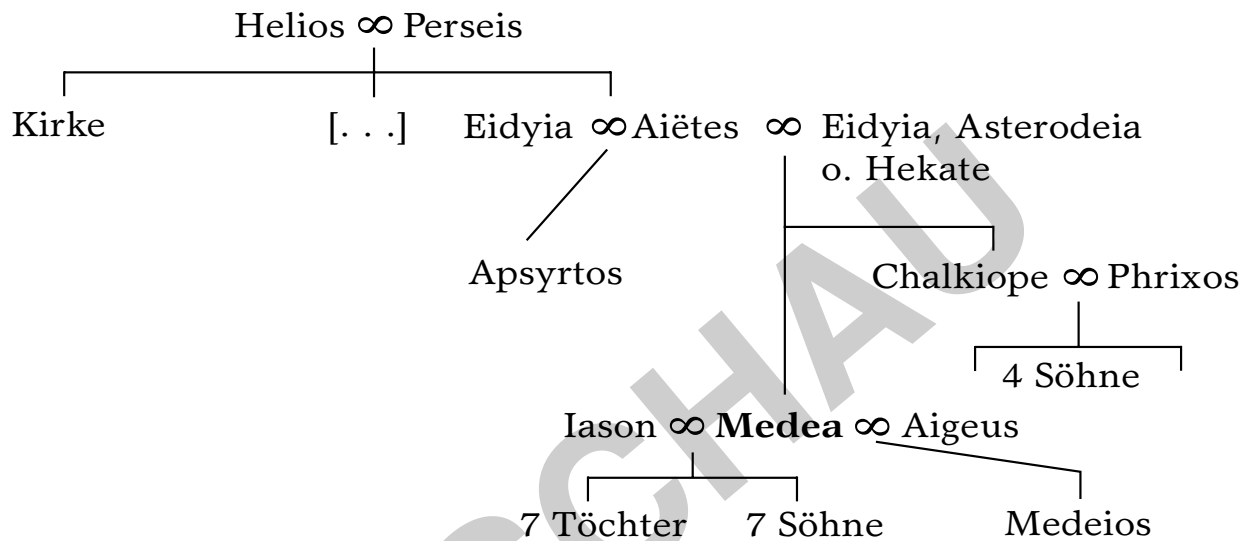 Helios ∞ Perseis
Kirke [. . .] Eidyia ∞ Aiëtes ∞ Eidyia, Asterodeia
o. Hekate
Apsyrtos
Chalkiope ∞ Phrixos
4 Söhne
Iason ∞ Medea ∞ Aigeus
7 Töchter 7 Söhne Medeios
SCHAU